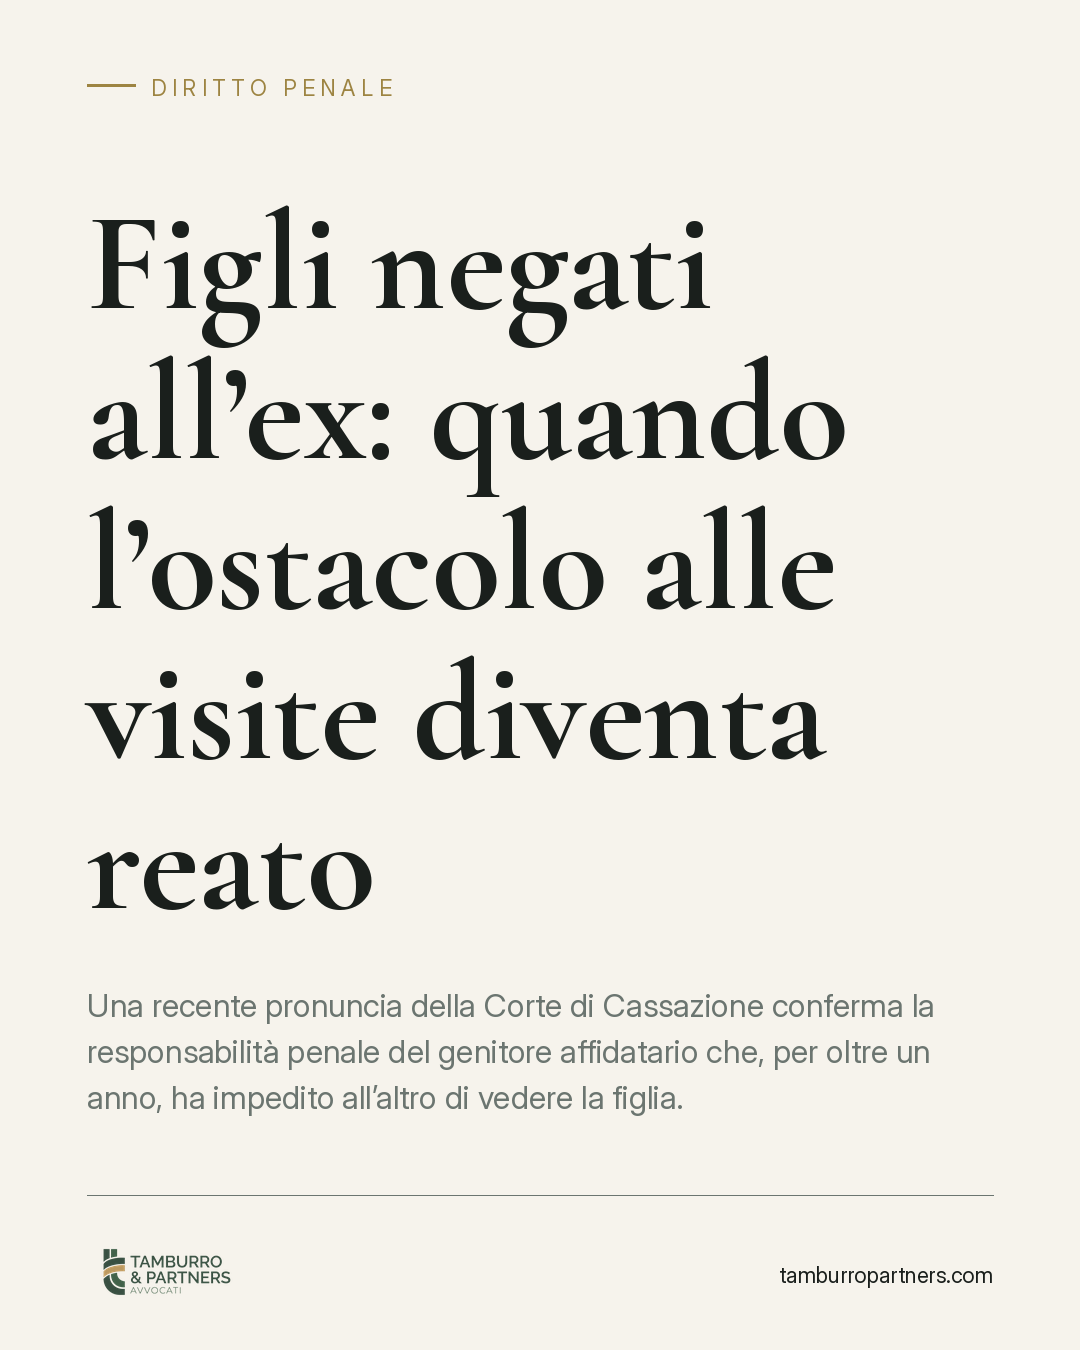 DIRITTO PENALE
Figli negati
all’ex: quando
l’ostacolo alle
visite diventa
reato
Una recente pronuncia della Corte di Cassazione conferma la
responsabilità penale del genitore affidatario che, per oltre un
anno, ha impedito all’altro di vedere la figlia.
TAMBURRO
& PARTNERS
AVVOCATI
tamburropartners.com